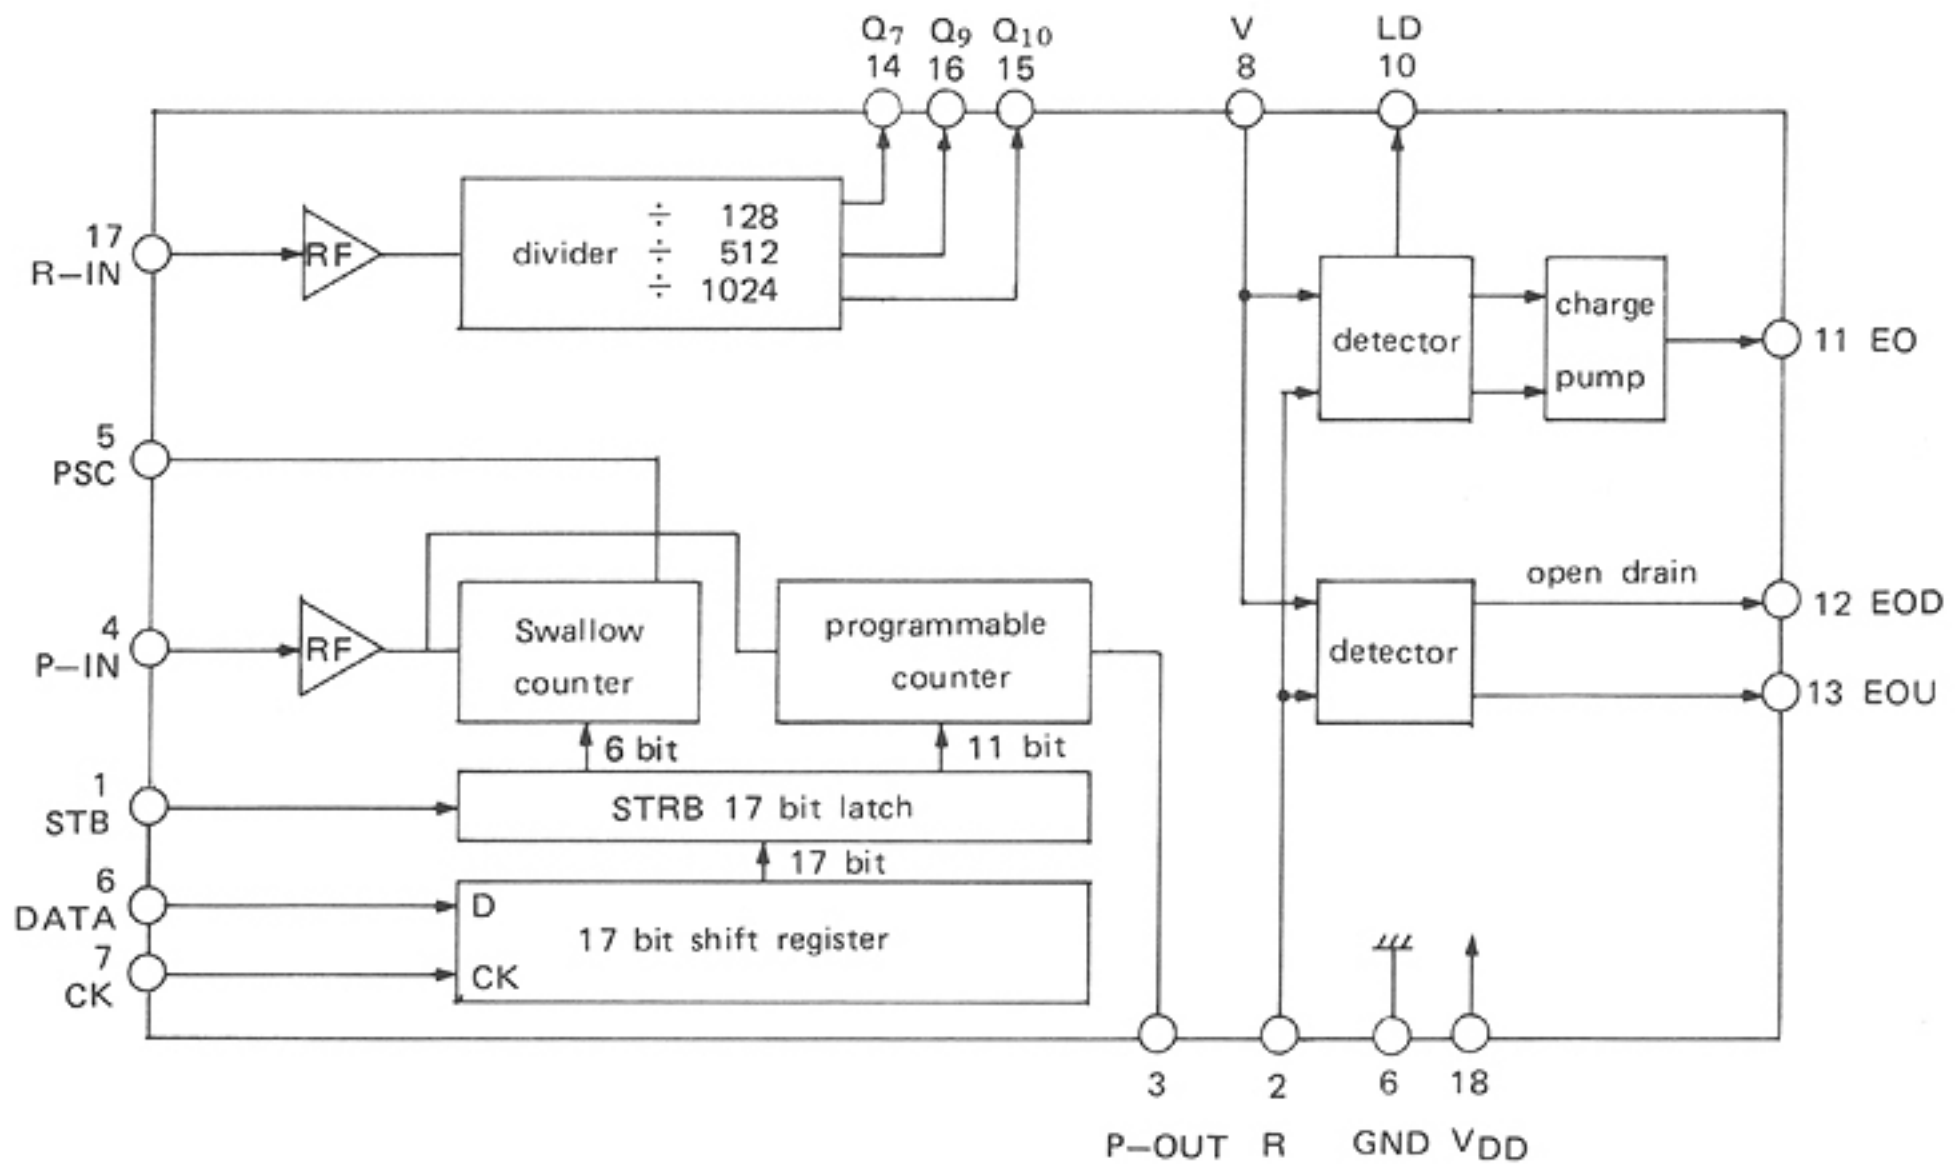 Q7 Q9 Q10 V LD
14 16 15 8 10
17
R-IN
RF
divider
÷ 128
÷ 512
÷ 1024
detector
charge
pump
11 EO
5
PSC
4
P-IN
RF
Swallow
counter
programmable
counter
detector
open drain
12 EOD
13 EOU
6 bit
11 bit
1
STB
STRB 17 bit latch
17 bit
6
DATA
D
17 bit shift register
7
CK
CK
3 2 6 18
P-OUT R GND VDD